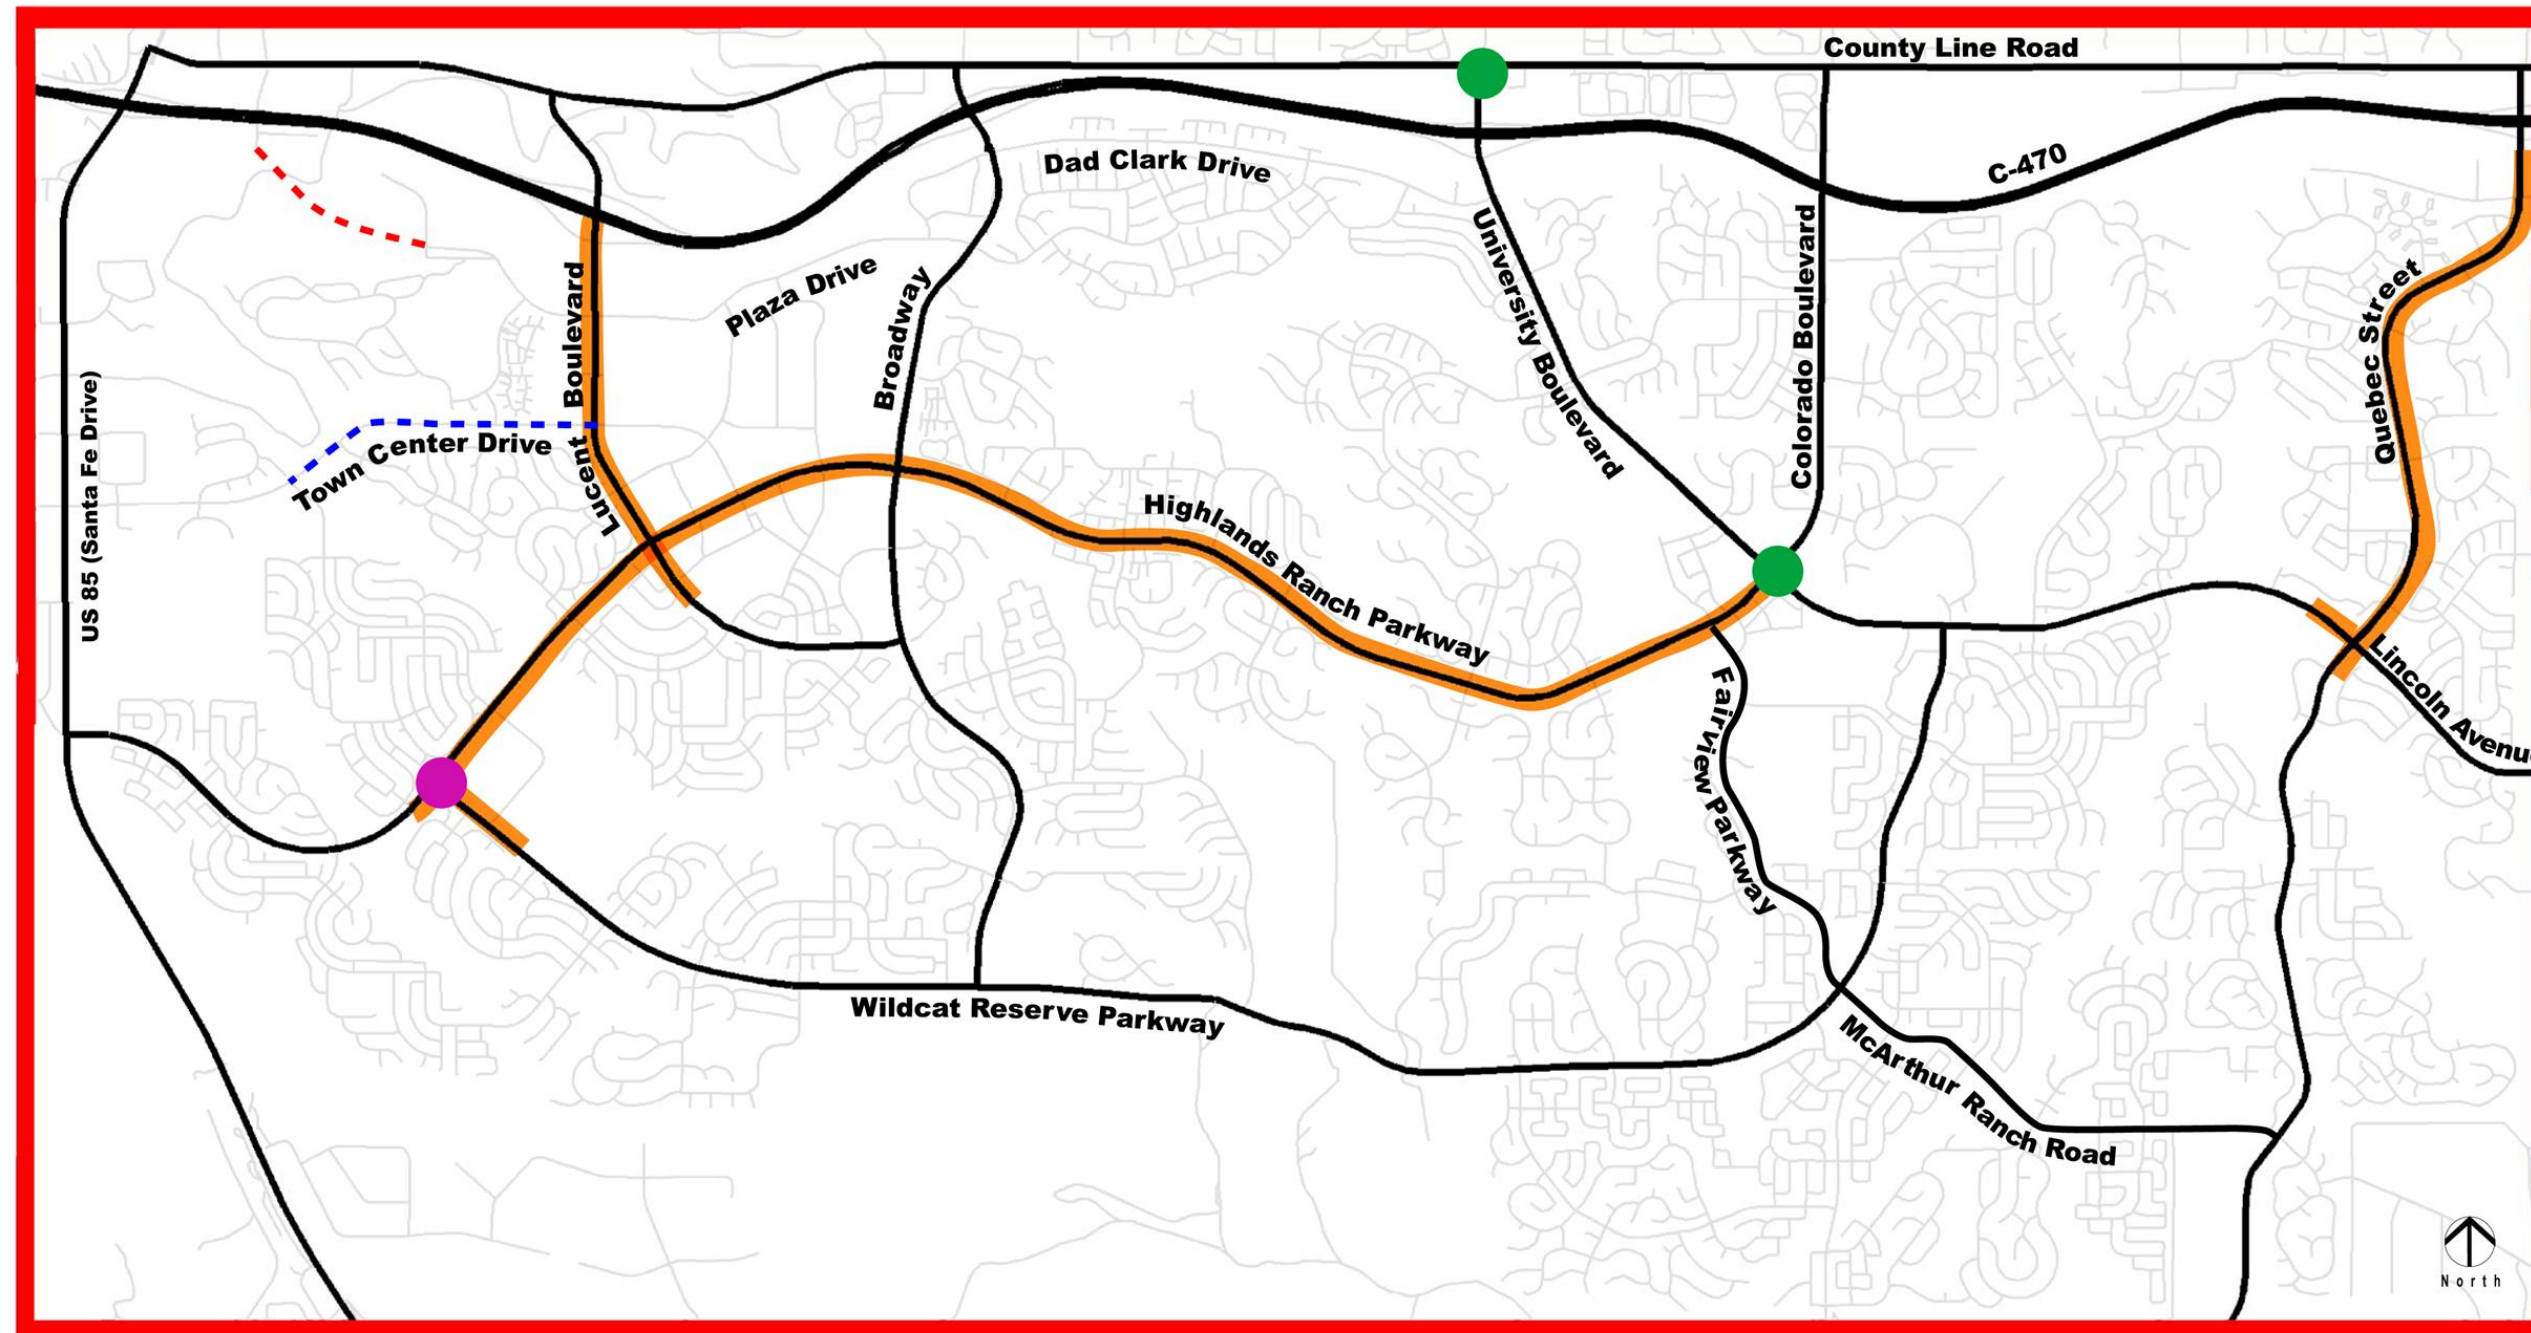 County Line Road
C-470
Dad Clark Drive
Plaza Drive
Broadway
University Boulevard
Colorado Boulevard
Quebec Street
Lucent Boulevard
US 85 (Santa Fe Drive)
Town Center Drive
Highlands Ranch Parkway
Fairview Parkway
Lincoln Avenu
Wildcat Reserve Parkway
McArthur Ranch Road
North